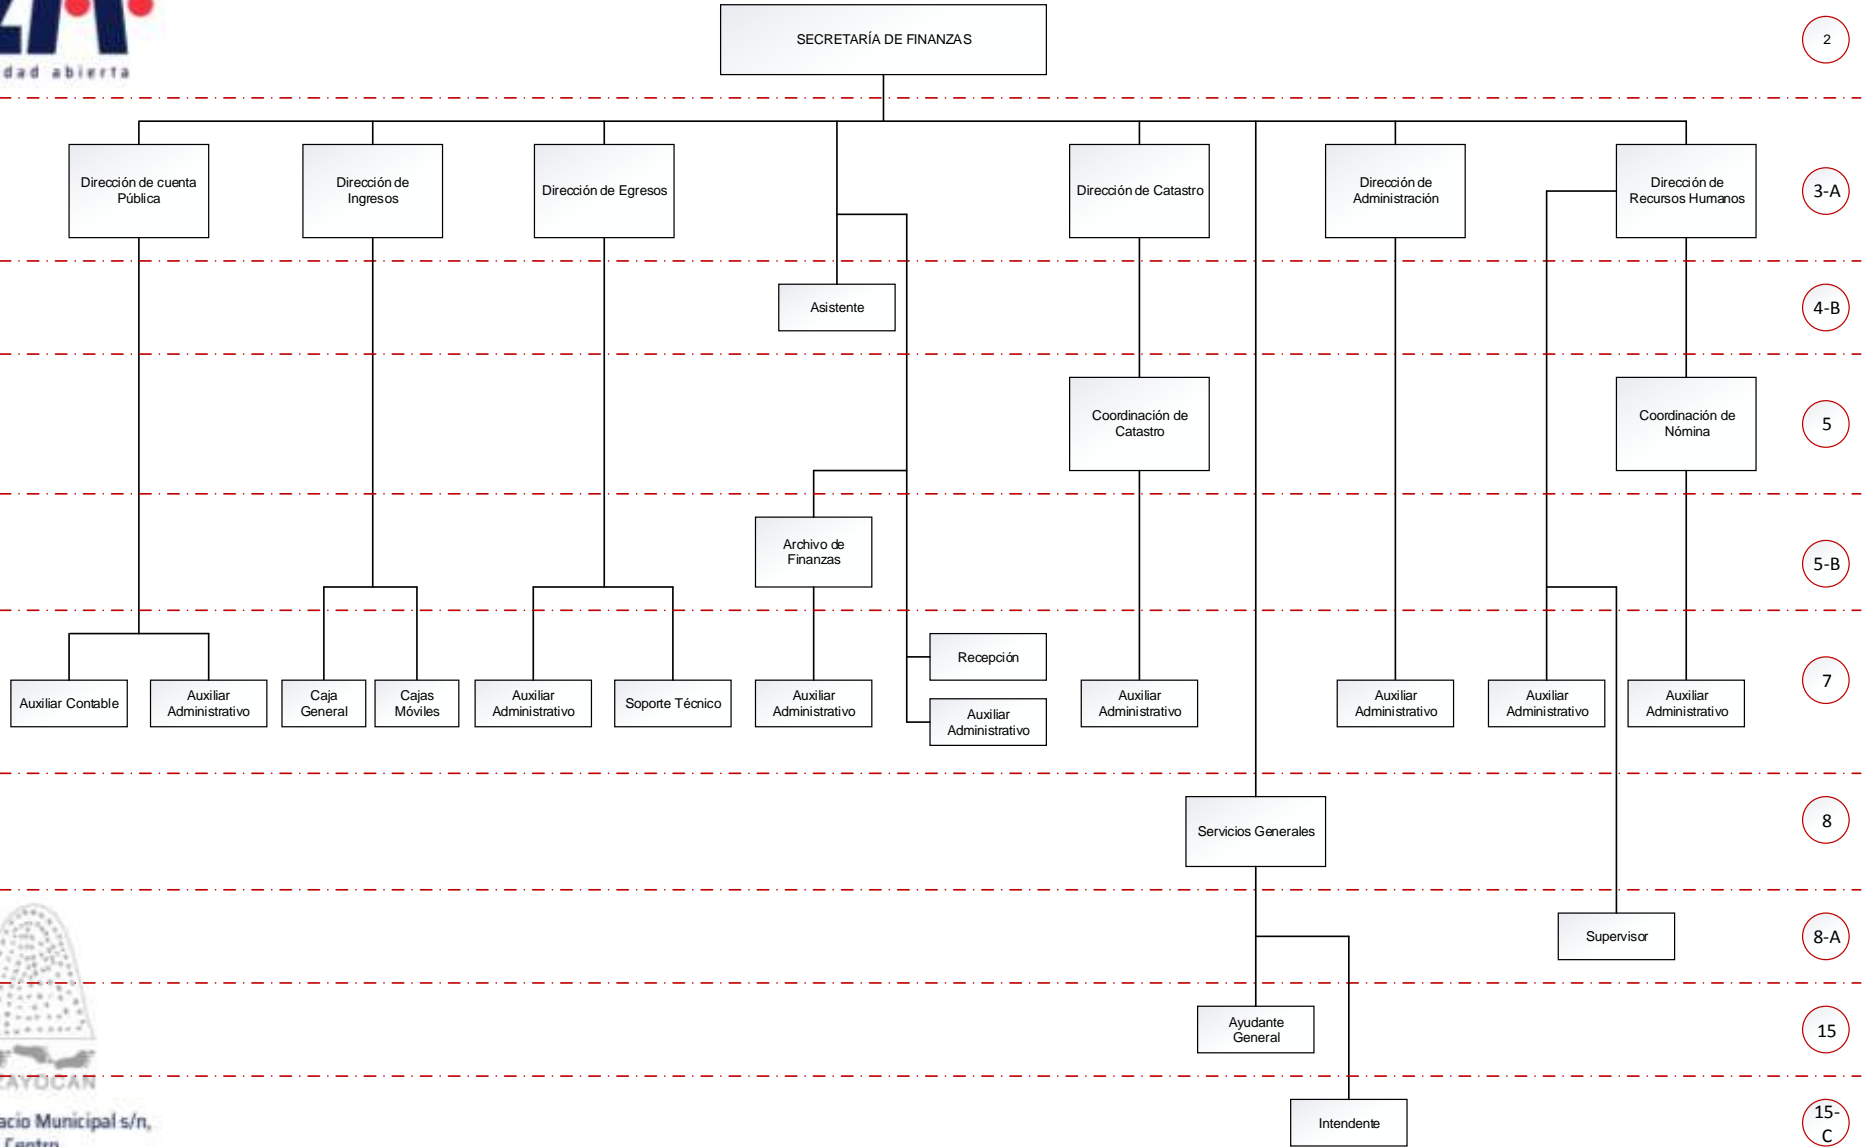 dad abierta
SECRETARÍA DE FINANZAS
2
Dirección de cuenta
Pública
Dirección de
Ingresos
Dirección de Egresos
Dirección de Catastro
Dirección de
Administración
Dirección de
Recursos Humanos
3-A
Asistente
4-B
Coordinación de
Catastro
Coordinación de
Nómina
5
Archivo de
Finanzas
5-B
Recepción
Auxiliar Contable
Auxiliar
Administrativo
Caja
General
Cajas
Móviles
Auxiliar
Administrativo
Soporte Técnico
Auxiliar
Administrativo
Auxiliar
Administrativo
Auxiliar
Administrativo
Auxiliar
Administrativo
Auxiliar
Administrativo
Auxiliar
Administrativo
7
Servicios Generales
8
Supervisor
8-A
Ayudante
General
15
ZAYOCAN
acio Municipal s/n,
Centro
Intendente
15-
C